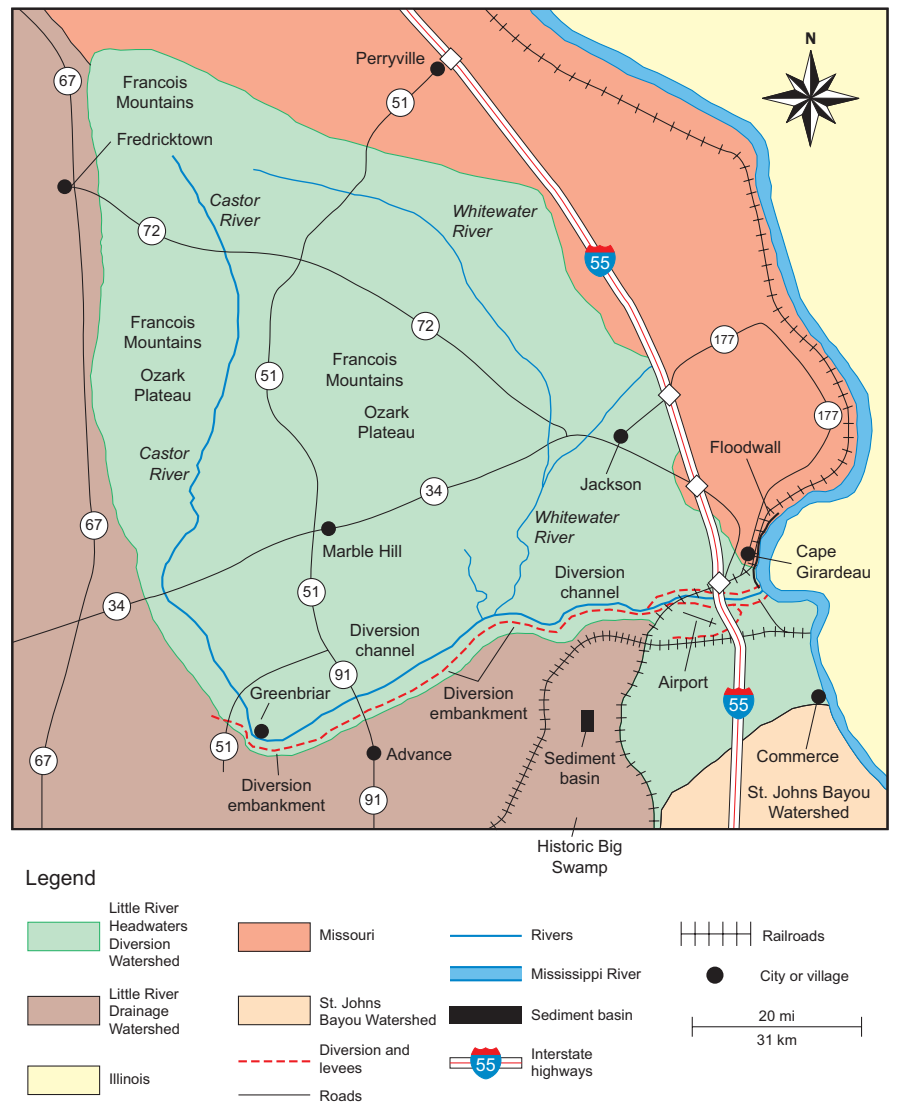 N
Perryville
67
Francois
Mountains
51
Fredricktown
Castor
River
Whitewater
River
72
55
Francois
Mountains
72
177
Francois
Mountains
Ozark
Plateau
51
Ozark
Plateau
177
Castor
River
Floodwall
Jackson
34
67
Whitewater
River
Marble Hill
Cape
Girardeau
Diversion
channel
51
34
Diversion
channel
91
Greenbriar
Airport
Diversion
embankment
55
51
Advance
67
Sediment
basin
Commerce
Diversion
embankment
91
St. Johns Bayou
Watershed
Historic Big
Swamp
Legend
Little River
Headwaters
Diversion
Watershed
Missouri
Rivers
Railroads
Mississippi River
City or village
Little River
Drainage
Watershed
St. Johns
Bayou Watershed
Sediment basin
20 mi
31 km
Diversion and
levees
55
Interstate
highways
Illinois
Roads